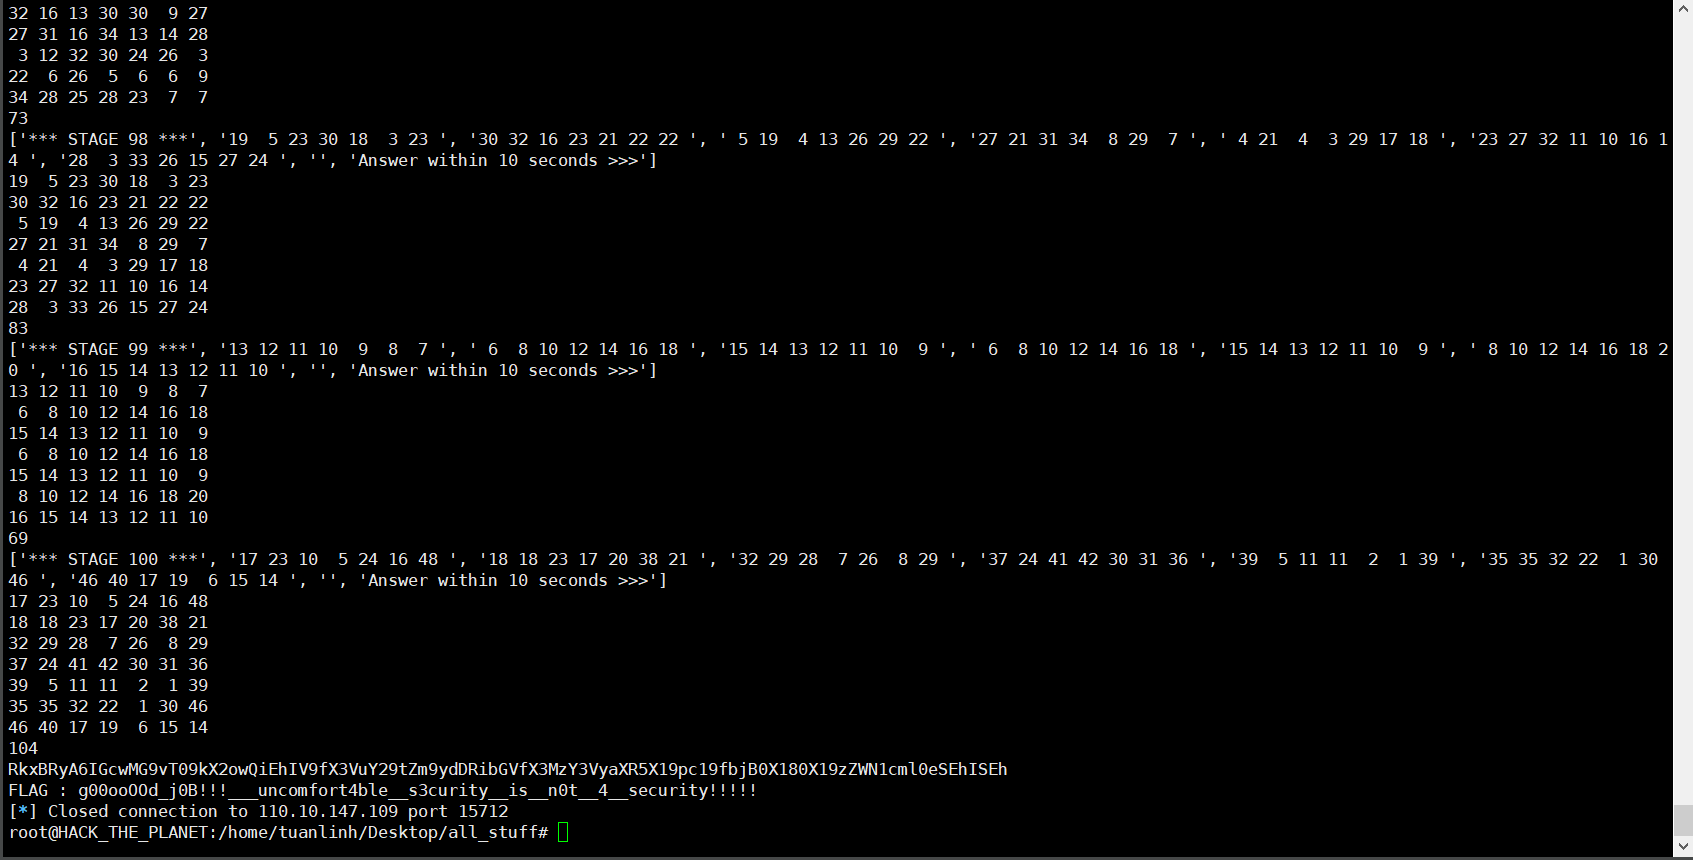 32 16 13 30 30  9 27
27 31 16 34 13 14 28
 3 12 32 30 24 26  3
22  6 26  5  6  6  9
34 28 25 28 23  7  7
73
['*** STAGE 98 ***', '19  5 23 30 18  3 23 ', '30 32 16 23 21 22 22 ', ' 5 19  4 13 26 29 22 ', '27 21 31 34  8 29  7 ', ' 4 21  4  3 29 17 18 ', '23 27 32 11 10 16 1
4 ', '28  3 33 26 15 27 24 ', '', 'Answer within 10 seconds >>>']
19  5 23 30 18  3 23
30 32 16 23 21 22 22
 5 19  4 13 26 29 22
27 21 31 34  8 29  7
 4 21  4  3 29 17 18
23 27 32 11 10 16 14
28  3 33 26 15 27 24
83
['*** STAGE 99 ***', '13 12 11 10  9  8  7 ', ' 6  8 10 12 14 16 18 ', '15 14 13 12 11 10  9 ', ' 6  8 10 12 14 16 18 ', '15 14 13 12 11 10  9 ', ' 8 10 12 14 16 18 2
0 ', '16 15 14 13 12 11 10 ', '', 'Answer within 10 seconds >>>']
13 12 11 10  9  8  7
 6  8 10 12 14 16 18
15 14 13 12 11 10  9
 6  8 10 12 14 16 18
15 14 13 12 11 10  9
 8 10 12 14 16 18 20
16 15 14 13 12 11 10
69
['*** STAGE 100 ***', '17 23 10  5 24 16 48 ', '18 18 23 17 20 38 21 ', '32 29 28  7 26  8 29 ', '37 24 41 42 30 31 36 ', '39  5 11 11  2  1 39 ', '35 35 32 22  1 30
46 ', '46 40 17 19  6 15 14 ', '', 'Answer within 10 seconds >>>']
17 23 10  5 24 16 48
18 18 23 17 20 38 21
32 29 28  7 26  8 29
37 24 41 42 30 31 36
39  5 11 11  2  1 39
35 35 32 22  1 30 46
46 40 17 19  6 15 14
104
RkxBRyA6IGcwMG9vT09kX2owQiEhIV9fX3VuY29tZm9ydDRibGVfX3MzY3VyaXR5X19pc19fbjB0X180X19zZWN1cml0eSEhISEh
FLAG : g00ooOOd_j0B!!!___uncomfort4ble__s3curity__is__n0t__4__security!!!!!
[*] Closed connection to 110.10.147.109 port 15712
root@HACK_THE_PLANET:/home/tuanlinh/Desktop/all_stuff#